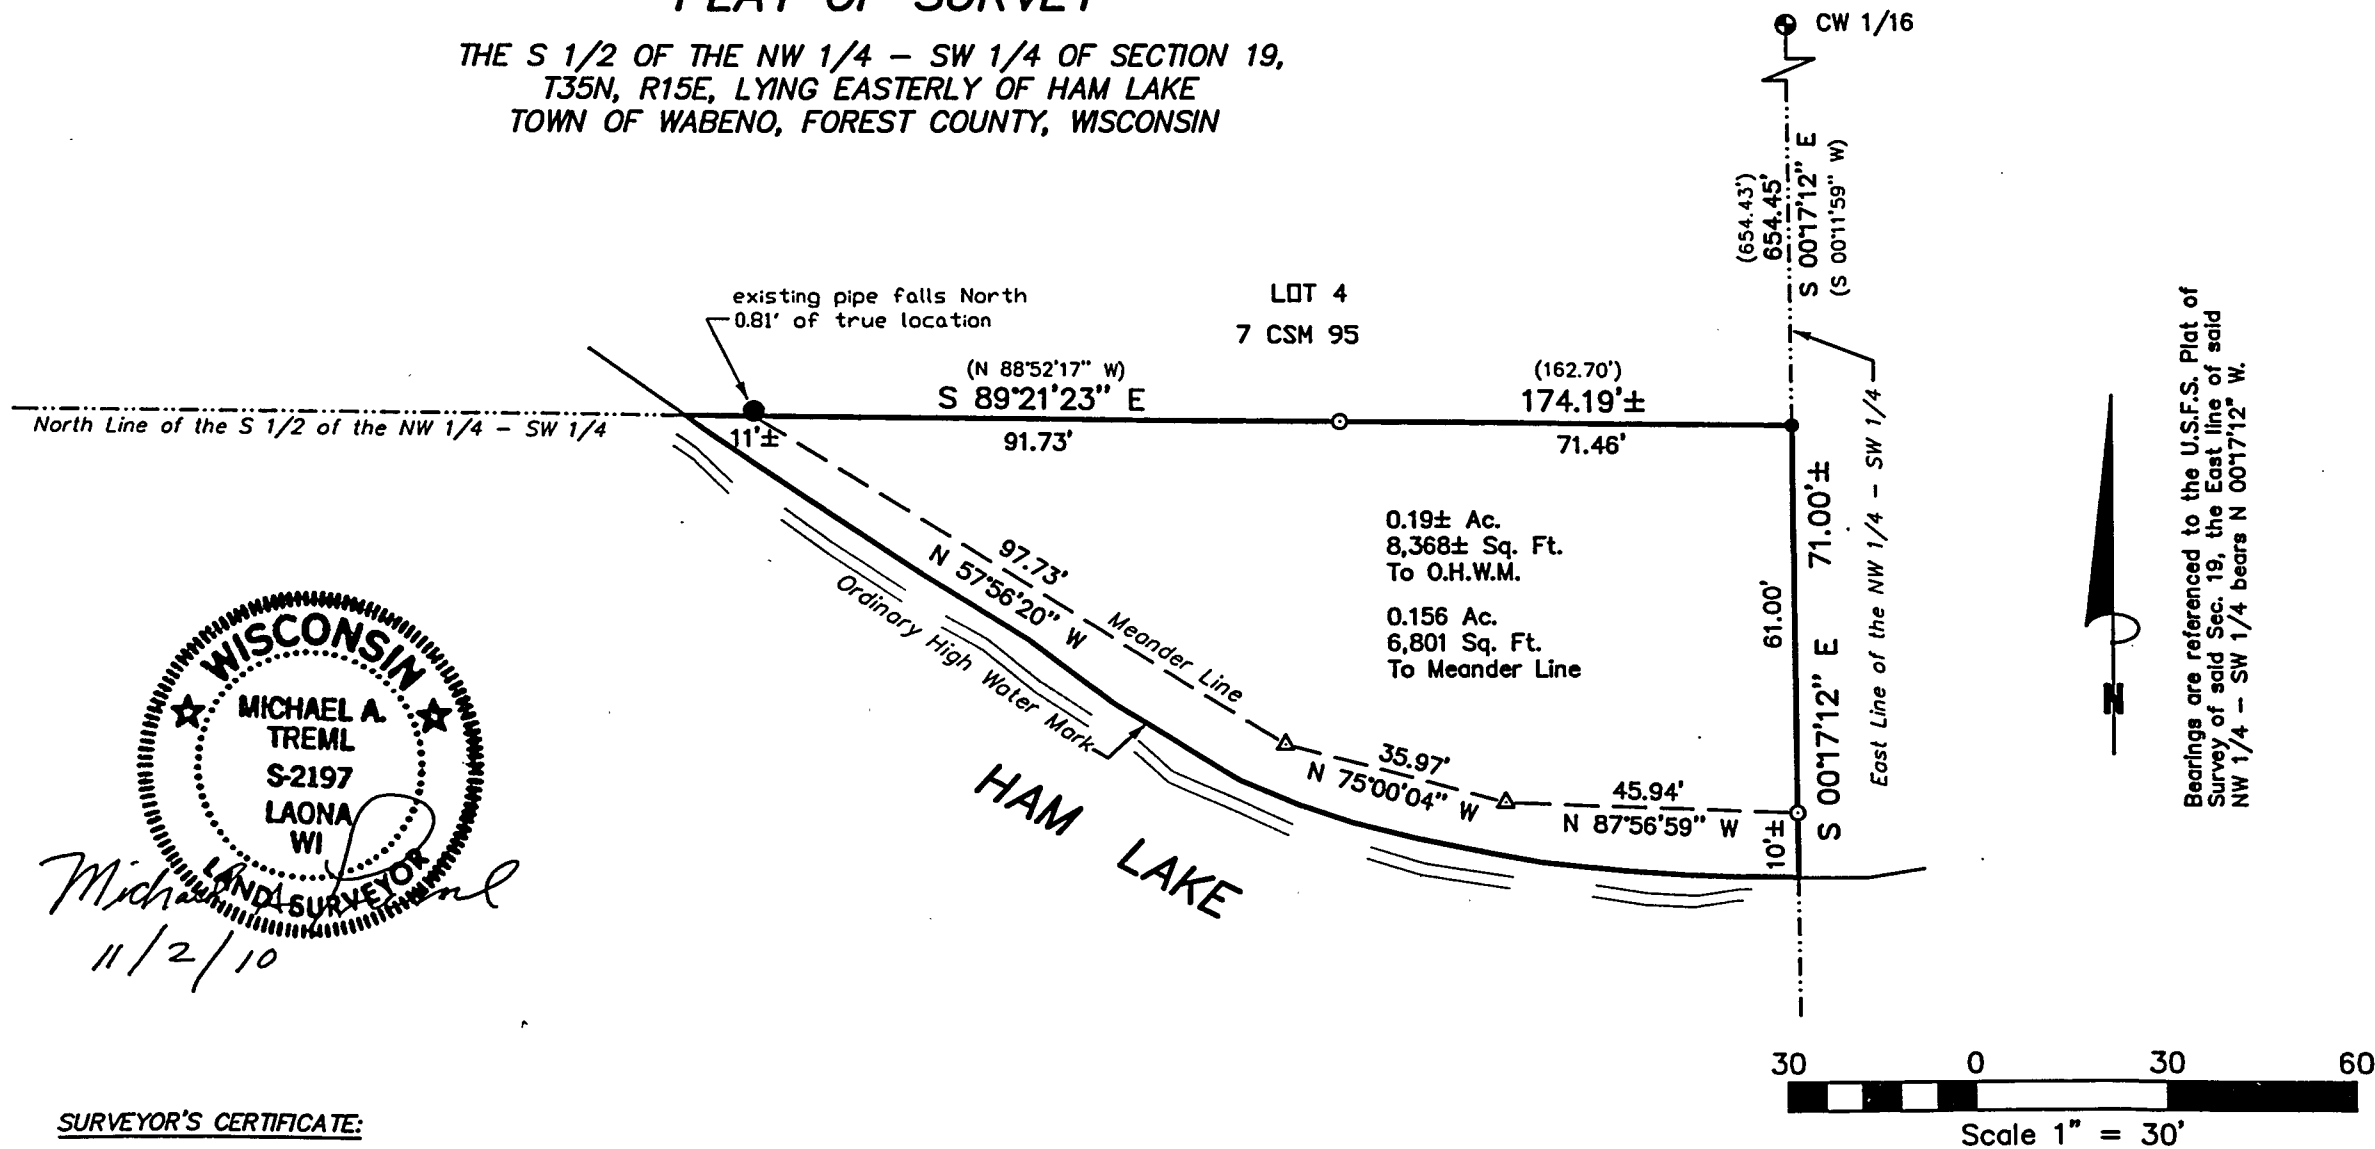 PLAT OF SURVEY
THE S 1/2 OF THE NW 1/4 – SW 1/4 OF SECTION 19,
T35N, R15E, LYING EASTERLY OF HAM LAKE
TOWN OF WABENO, FOREST COUNTY, WISCONSIN
CW 1/16
(654.43')
654.45'
S 00°17'12" E
(S 00°11'59" W)
existing pipe falls North
0.81' of true location
LOT 4
7 CSM 95
(N 88°52'17" W)
S 89°21'23" E
(162.70')
174.19'±
North Line of the S 1/2 of the NW 1/4 – SW 1/4
11'±
91.73'
71.46'
71.00'±
S 00°17'12" E
61.00'
10'±
East Line of the NW 1/4 – SW 1/4
0.19± Ac.
8,368± Sq. Ft.
To O.H.W.M.
0.156 Ac.
6,801 Sq. Ft.
To Meander Line
97.73'
N 57°56'20" W
Meander Line
Ordinary High Water Mark
35.97'
N 75°00'04" W
45.94'
N 87°56'59" W
HAM LAKE
Bearings are referenced to the U.S.F.S. Plat of
Survey of said Sec. 19, the East line of said
NW 1/4 – SW 1/4 bears N 00°17'12" W.
N
WISCONSIN
MICHAEL A.
TREML
S-2197
LAONA
WI
LAND SURVEYOR
Michael A. Treml
11/2/10
30 0 30 60
Scale 1" = 30'
SURVEYOR'S CERTIFICATE: